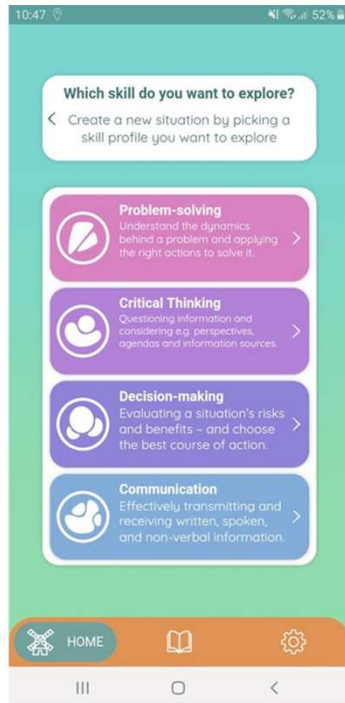 10:47 52%
Which skill do you want to explore?
Create a new situation by picking a
skill profile you want to explore
Problem-solving
Understand the dynamics
behind a problem and applying
the right actions to solve it.
Critical Thinking
Questioning information and
considering e.g. perspectives,
agendas and information sources.
Decision-making
Evaluating a situation's risks
and benefits – and choose
the best course of action.
Communication
Effectively transmitting and
receiving written, spoken,
and non-verbal information.
HOME